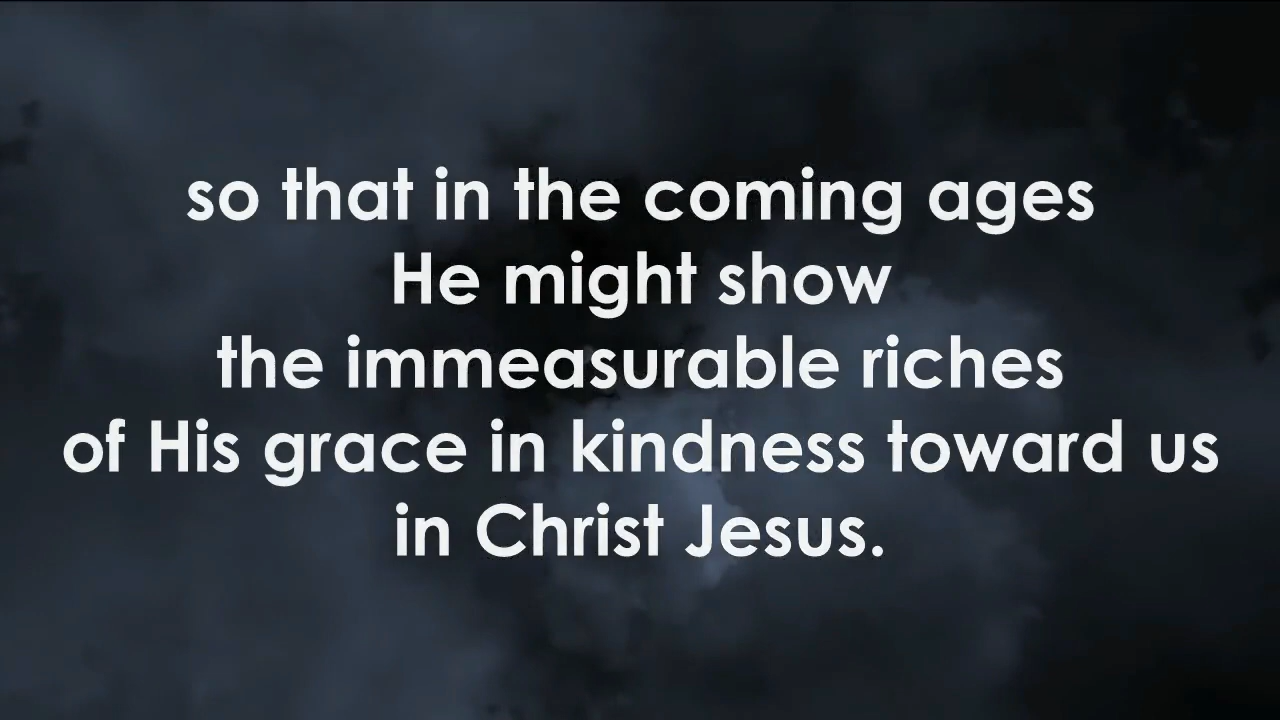 so that in the coming ages
He might show
the immeasurable riches
of His grace in kindness toward us
in Christ Jesus.